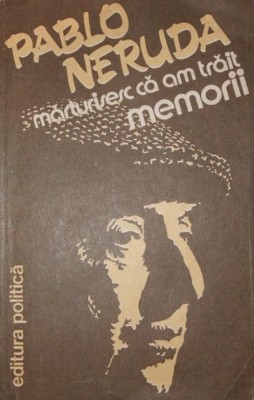 PABLO
NERUDA
mărturisesc că am trăit
memorii
editura politică